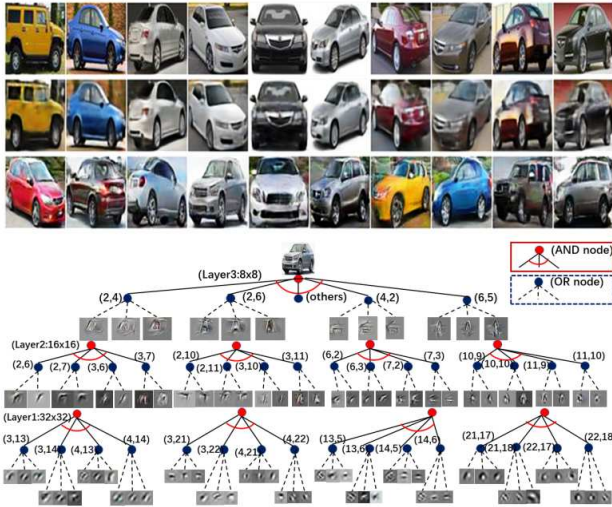 (AND node)
(Layer3:8x8)
(OR node)
(2,4) (2,6) (others) (4,2) (6,5)
(Layer2:16x16)
(2,6) (2,7) (3,6) (3,7) (2,10) (2,11) (3,10) (3,11) (6,2) (6,3) (7,2) (7,3) (10,9) (10,10) (11,9) (11,10)
(Layer1:32x32)
(3,13) (3,14) (4,13) (4,14) (3,21) (3,22) (4,21) (4,22) (13,5) (13,6) (14,5) (14,6) (21,17) (21,18) (22,17) (22,18)